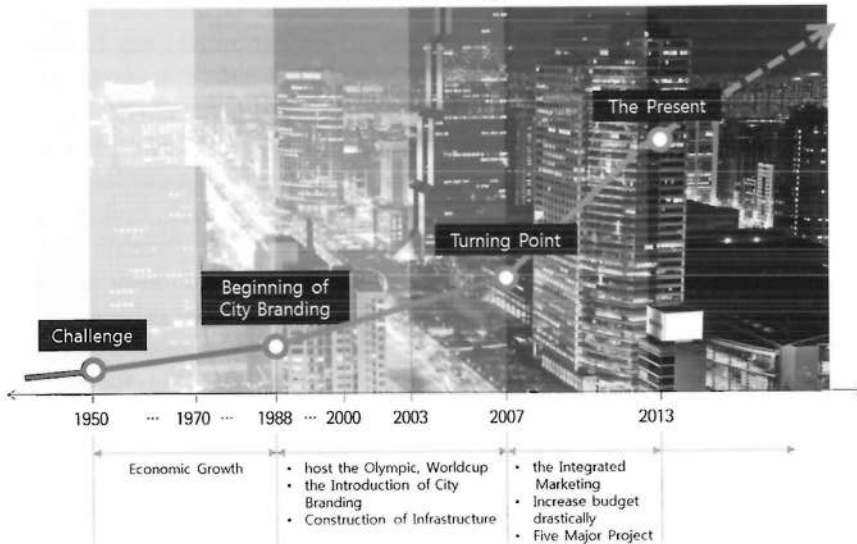 The Present
Turning Point
Beginning of
City Branding
Challenge
1950 ... 1970 ... 1988 ... 2000 2003 2007 2013
Economic Growth
• host the Olympic, Worldcup
• the Introduction of City
Branding
• Construction of Infrastructure
• the Integrated
Marketing
• Increase budget
drastically
• Five Major Project